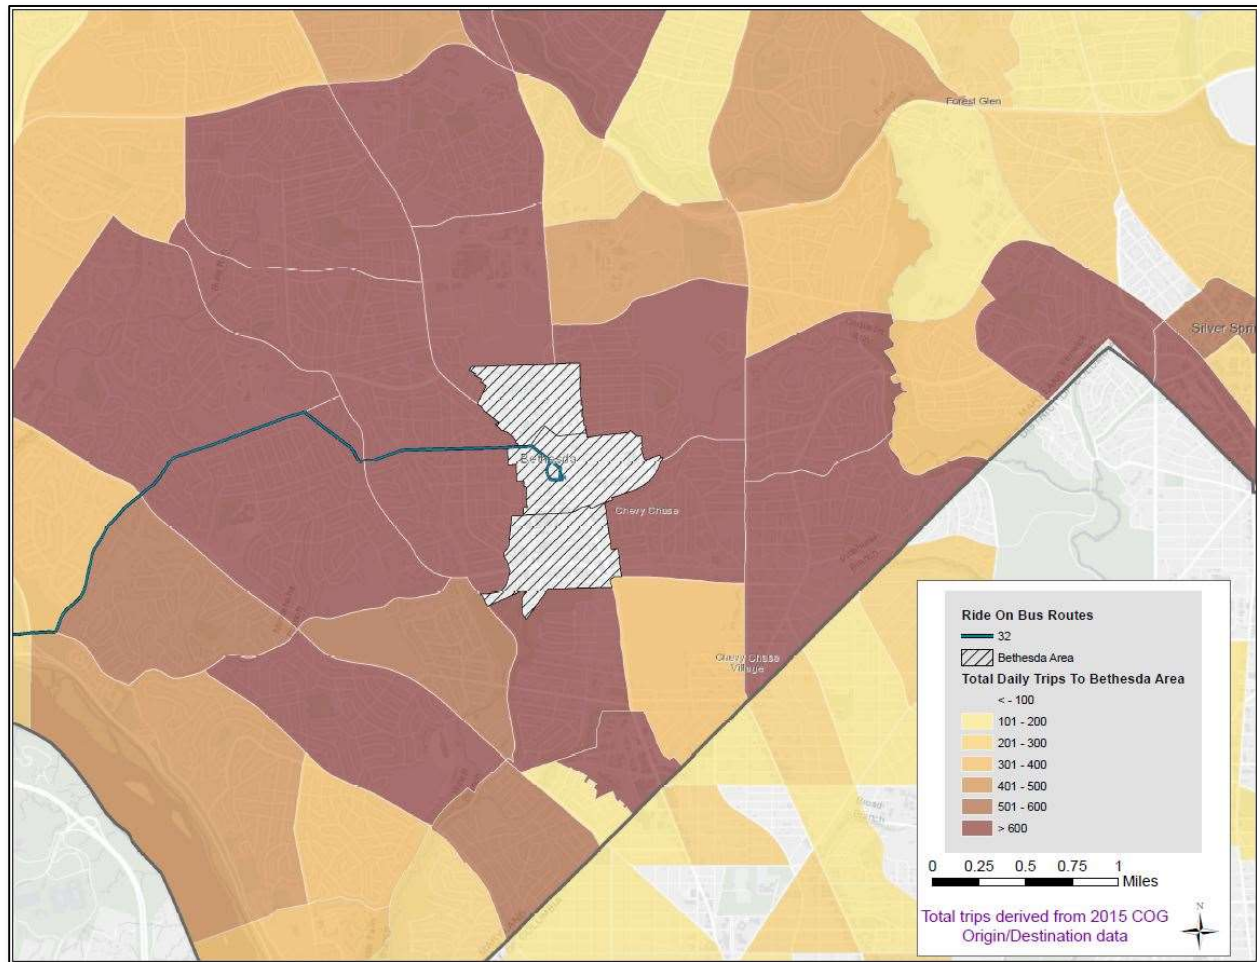 Forest Glen
Silver Spri
Bethesda
Chevy Chase
Chevy Chase
Village
Ride On Bus Routes
32
Bethesda Area
Total Daily Trips To Bethesda Area
< - 100
101 - 200
201 - 300
301 - 400
401 - 500
501 - 600
> 600
0 0.25 0.5 0.75 1
Miles
Total trips derived from 2015 COG
Origin/Destination data
N